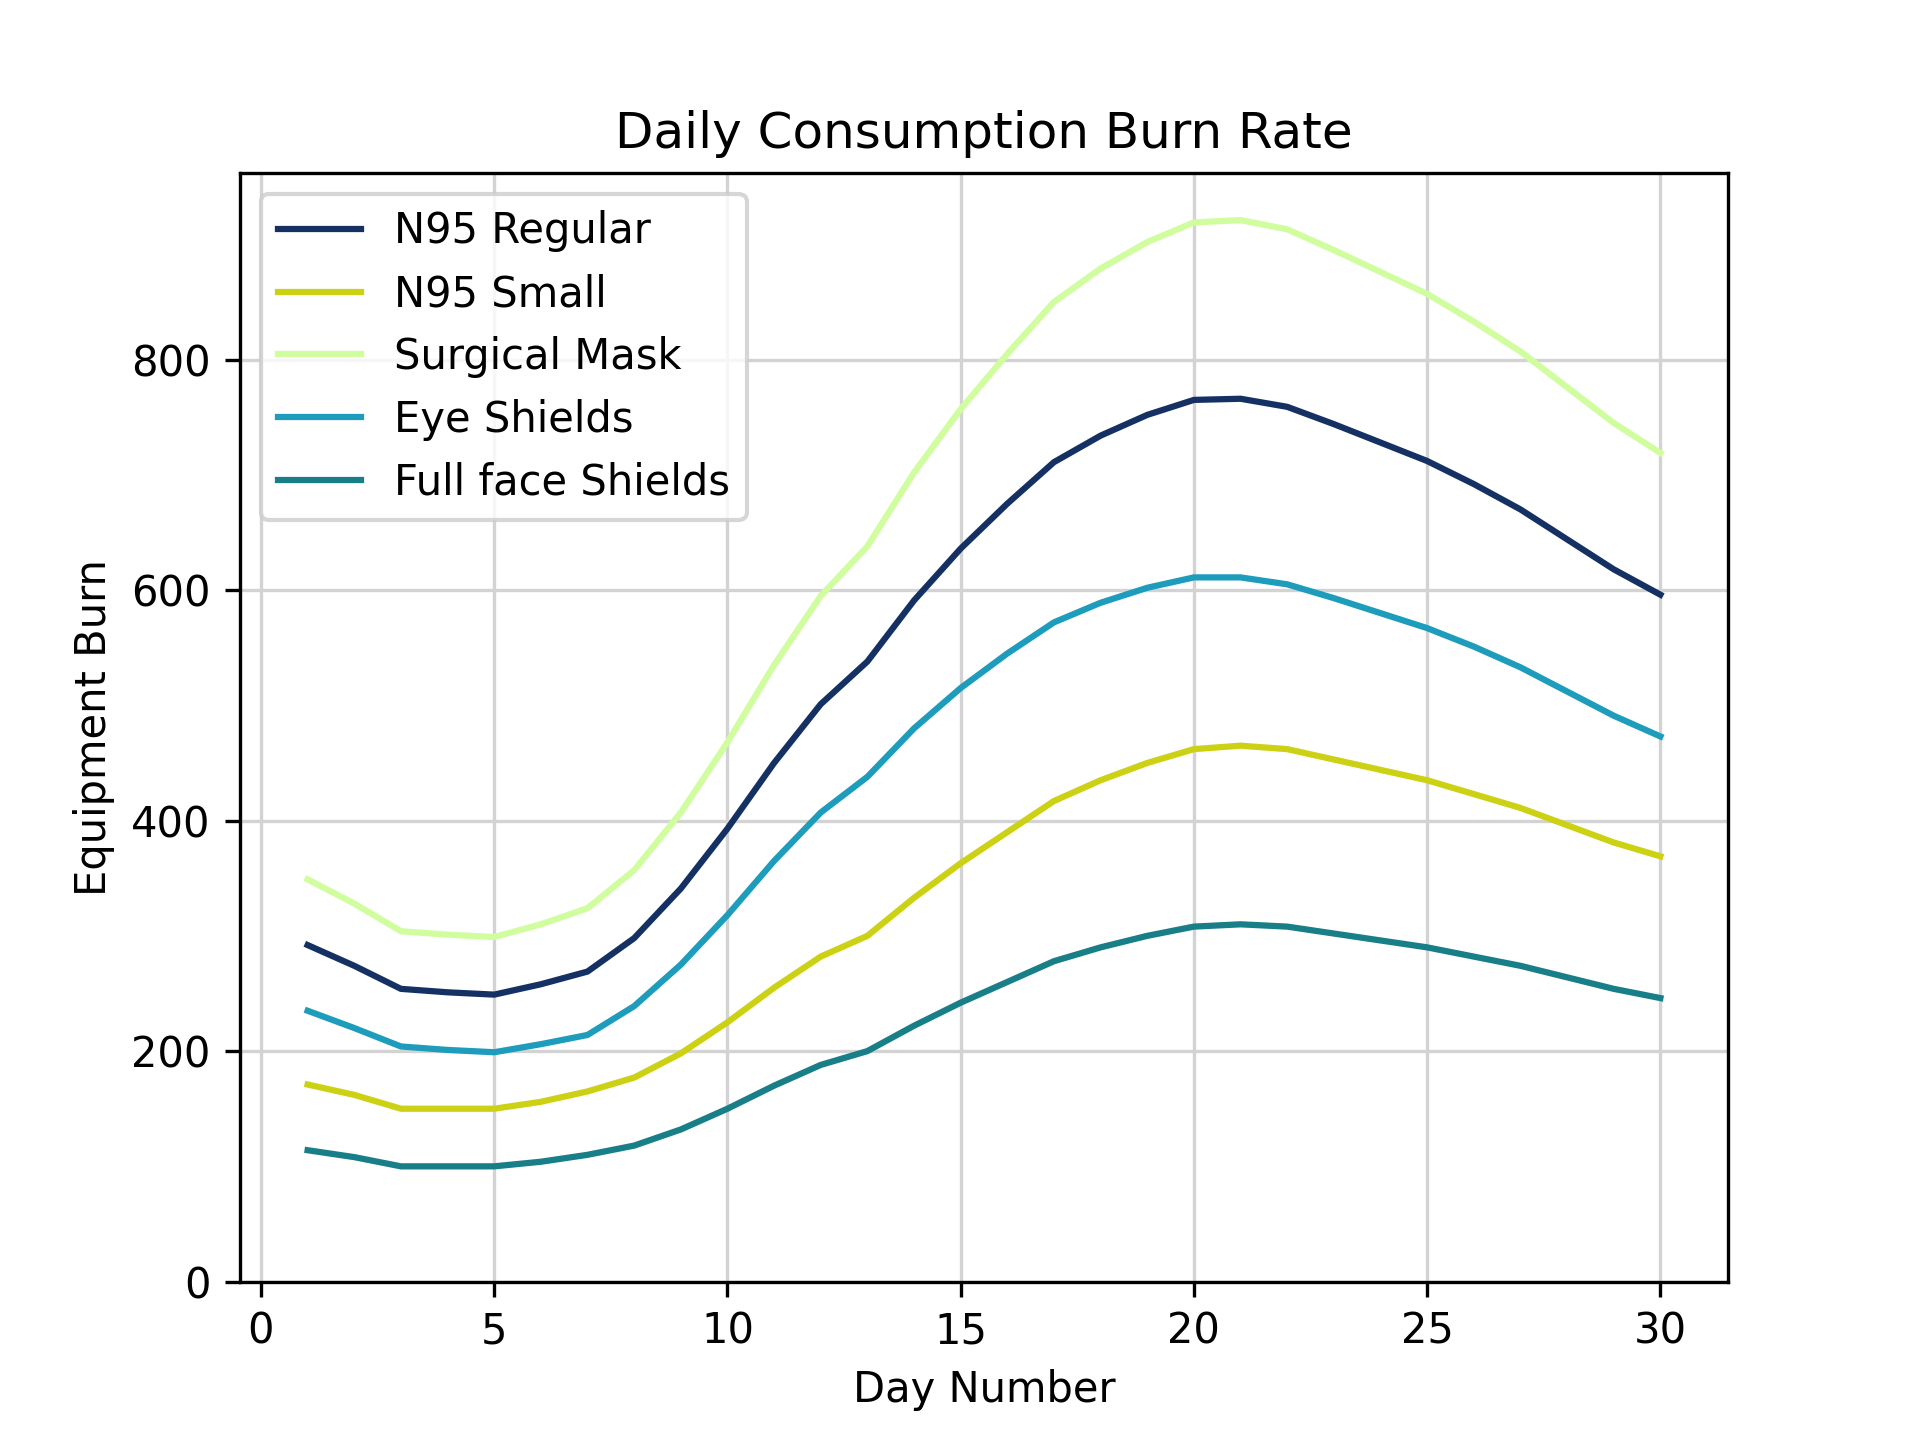 Daily Consumption Burn Rate
N95 Regular
N95 Small
Surgical Mask
Eye Shields
Full face Shields
Equipment Burn
800
600
400
200
0
0 5 10 15 20 25 30
Day Number